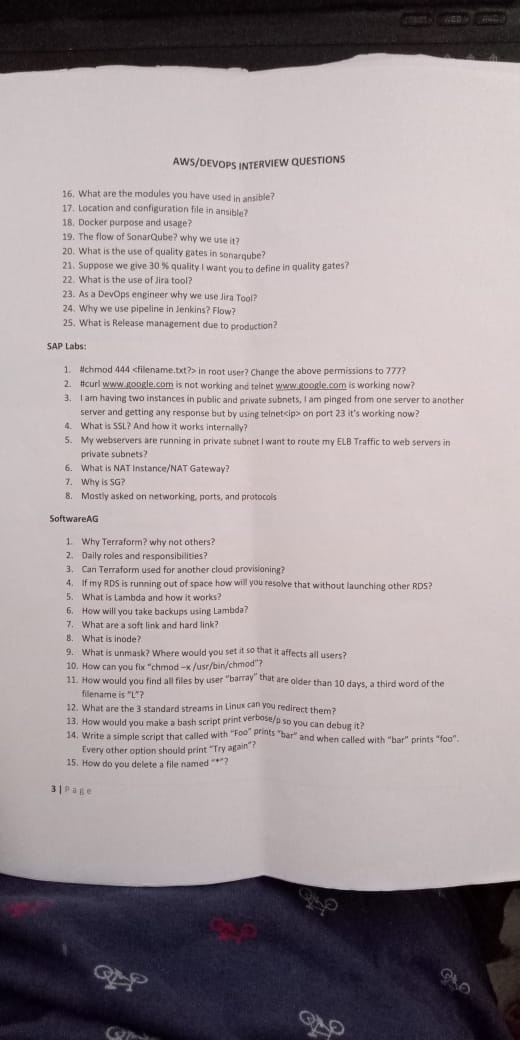 AWS/DEVOPS INTERVIEW QUESTIONS
16. What are the modules you have used in ansible?
17. Location and configuration file in ansible?
18. Docker purpose and usage?
19. The flow of SonarQube? why we use it?
20. What is the use of quality gates in sonarqube?
21. Suppose we give 30 % quality I want you to define in quality gates?
22. What is the use of Jira tool?
23. As a DevOps engineer why we use Jira Tool?
24. Why we use pipeline in Jenkins? Flow?
25. What is Release management due to production?
SAP Labs:
1. #chmod 444 <filename.txt?> in root user? Change the above permissions to 777?
2. #curl www.google.com is not working and telnet www.google.com is working now?
3. I am having two instances in public and private subnets, I am pinged from one server to another
server and getting any response but by using telnet<ip> on port 23 it's working now?
4. What is SSL? And how it works internally?
5. My webservers are running in private subnet I want to route my ELB Traffic to web servers in
private subnets?
6. What is NAT Instance/NAT Gateway?
7. Why is SG?
8. Mostly asked on networking, ports, and protocols
SoftwareAG
1. Why Terraform? why not others?
2. Daily roles and responsibilities?
3. Can Terraform used for another cloud provisioning?
4. If my RDS is running out of space how will you resolve that without launching other RDS?
5. What is Lambda and how it works?
6. How will you take backups using Lambda?
7. What are a soft link and hard link?
8. What is inode?
9. What is unmask? Where would you set it so that it affects all users?
10. How can you fix "chmod –x /usr/bin/chmod"?
11. How would you find all files by user "barray" that are older than 10 days, a third word of the
filename is "L"?
12. What are the 3 standard streams in Linux can you redirect them?
13. How would you make a bash script print verbose/p so you can debug it?
14. Write a simple script that called with "Foo" prints "bar" and when called with "bar" prints "foo".
Every other option should print "Try again"?
15. How do you delete a file named "*"?
3 | P a g e